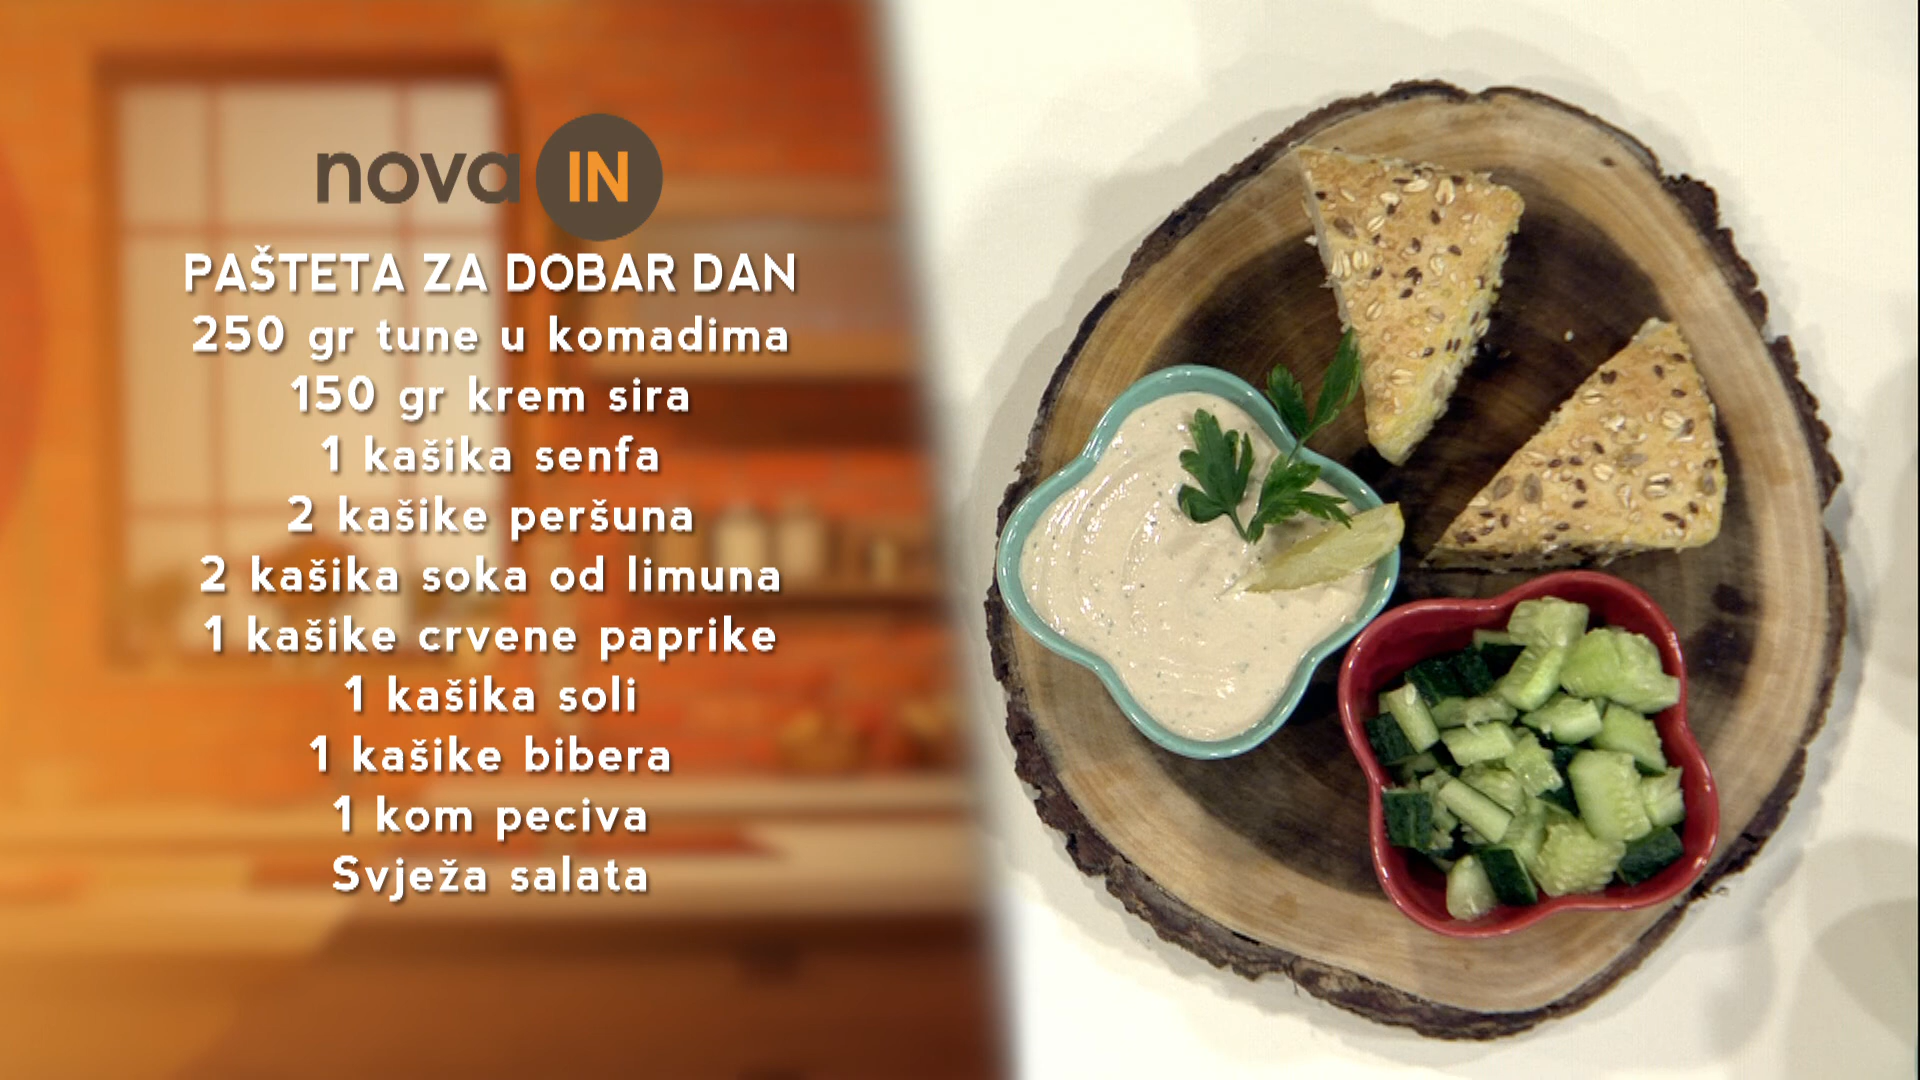 nova IN
PAŠTETA ZA DOBAR DAN
250 gr tune u komadima
150 gr krem sira
1 kašika senfa
2 kašike peršuna
2 kašika soka od limuna
1 kašike crvene paprike
1 kašika soli
1 kašike bibera
1 kom peciva
Svježa salata